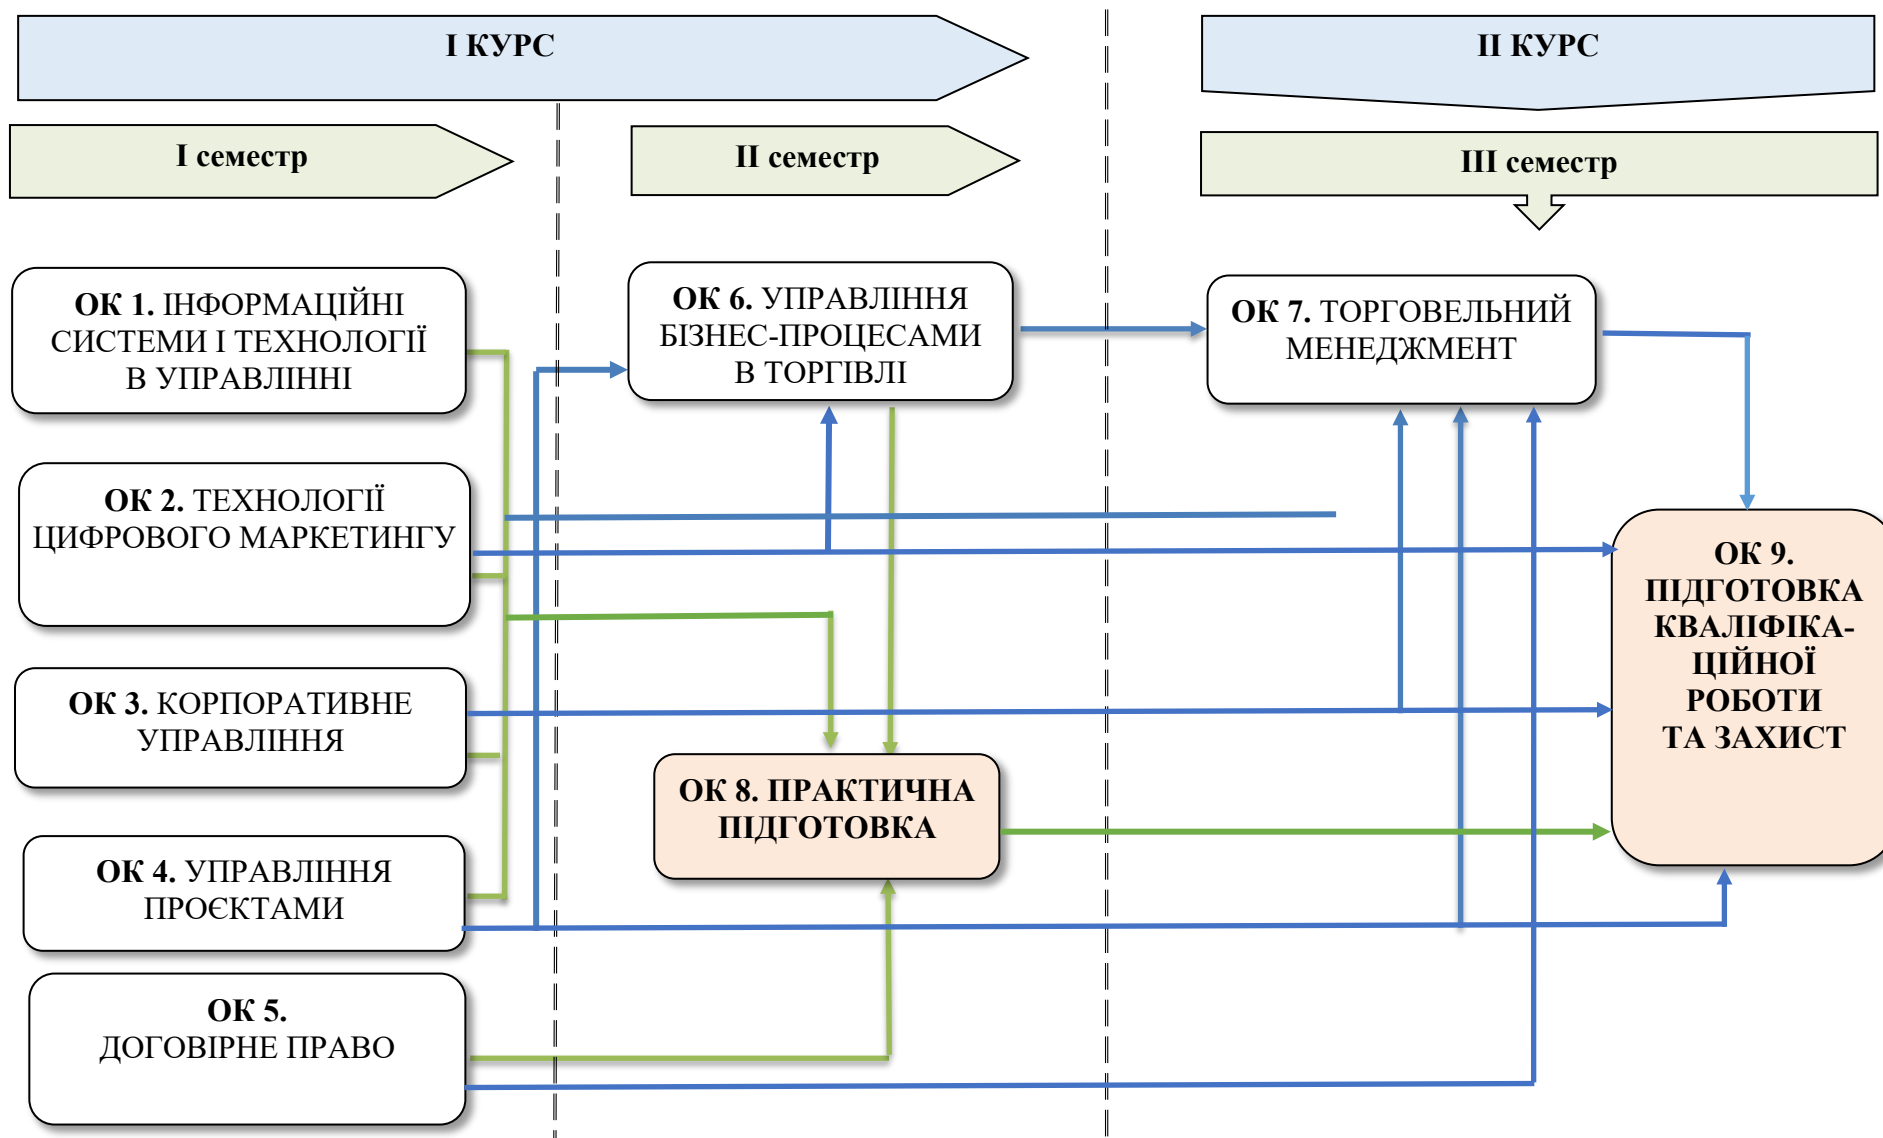 І КУРС
ІІ КУРС
І семестр
ІІ семестр
ІІІ семестр
ОК 1. ІНФОРМАЦІЙНІ
СИСТЕМИ І ТЕХНОЛОГІЇ
В УПРАВЛІННІ
ОК 6. УПРАВЛІННЯ
БІЗНЕС-ПРОЦЕСАМИ
В ТОРГІВЛІ
ОК 7. ТОРГОВЕЛЬНИЙ
МЕНЕДЖМЕНТ
ОК 2. ТЕХНОЛОГІЇ
ЦИФРОВОГО МАРКЕТИНГУ
ОК 9.
ПІДГОТОВКА
КВАЛІФІКА-
ЦІЙНОЇ
РОБОТИ
ТА ЗАХИСТ
ОК 3. КОРПОРАТИВНЕ
УПРАВЛІННЯ
ОК 8. ПРАКТИЧНА
ПІДГОТОВКА
ОК 4. УПРАВЛІННЯ
ПРОЄКТАМИ
ОК 5.
ДОГОВІРНЕ ПРАВО